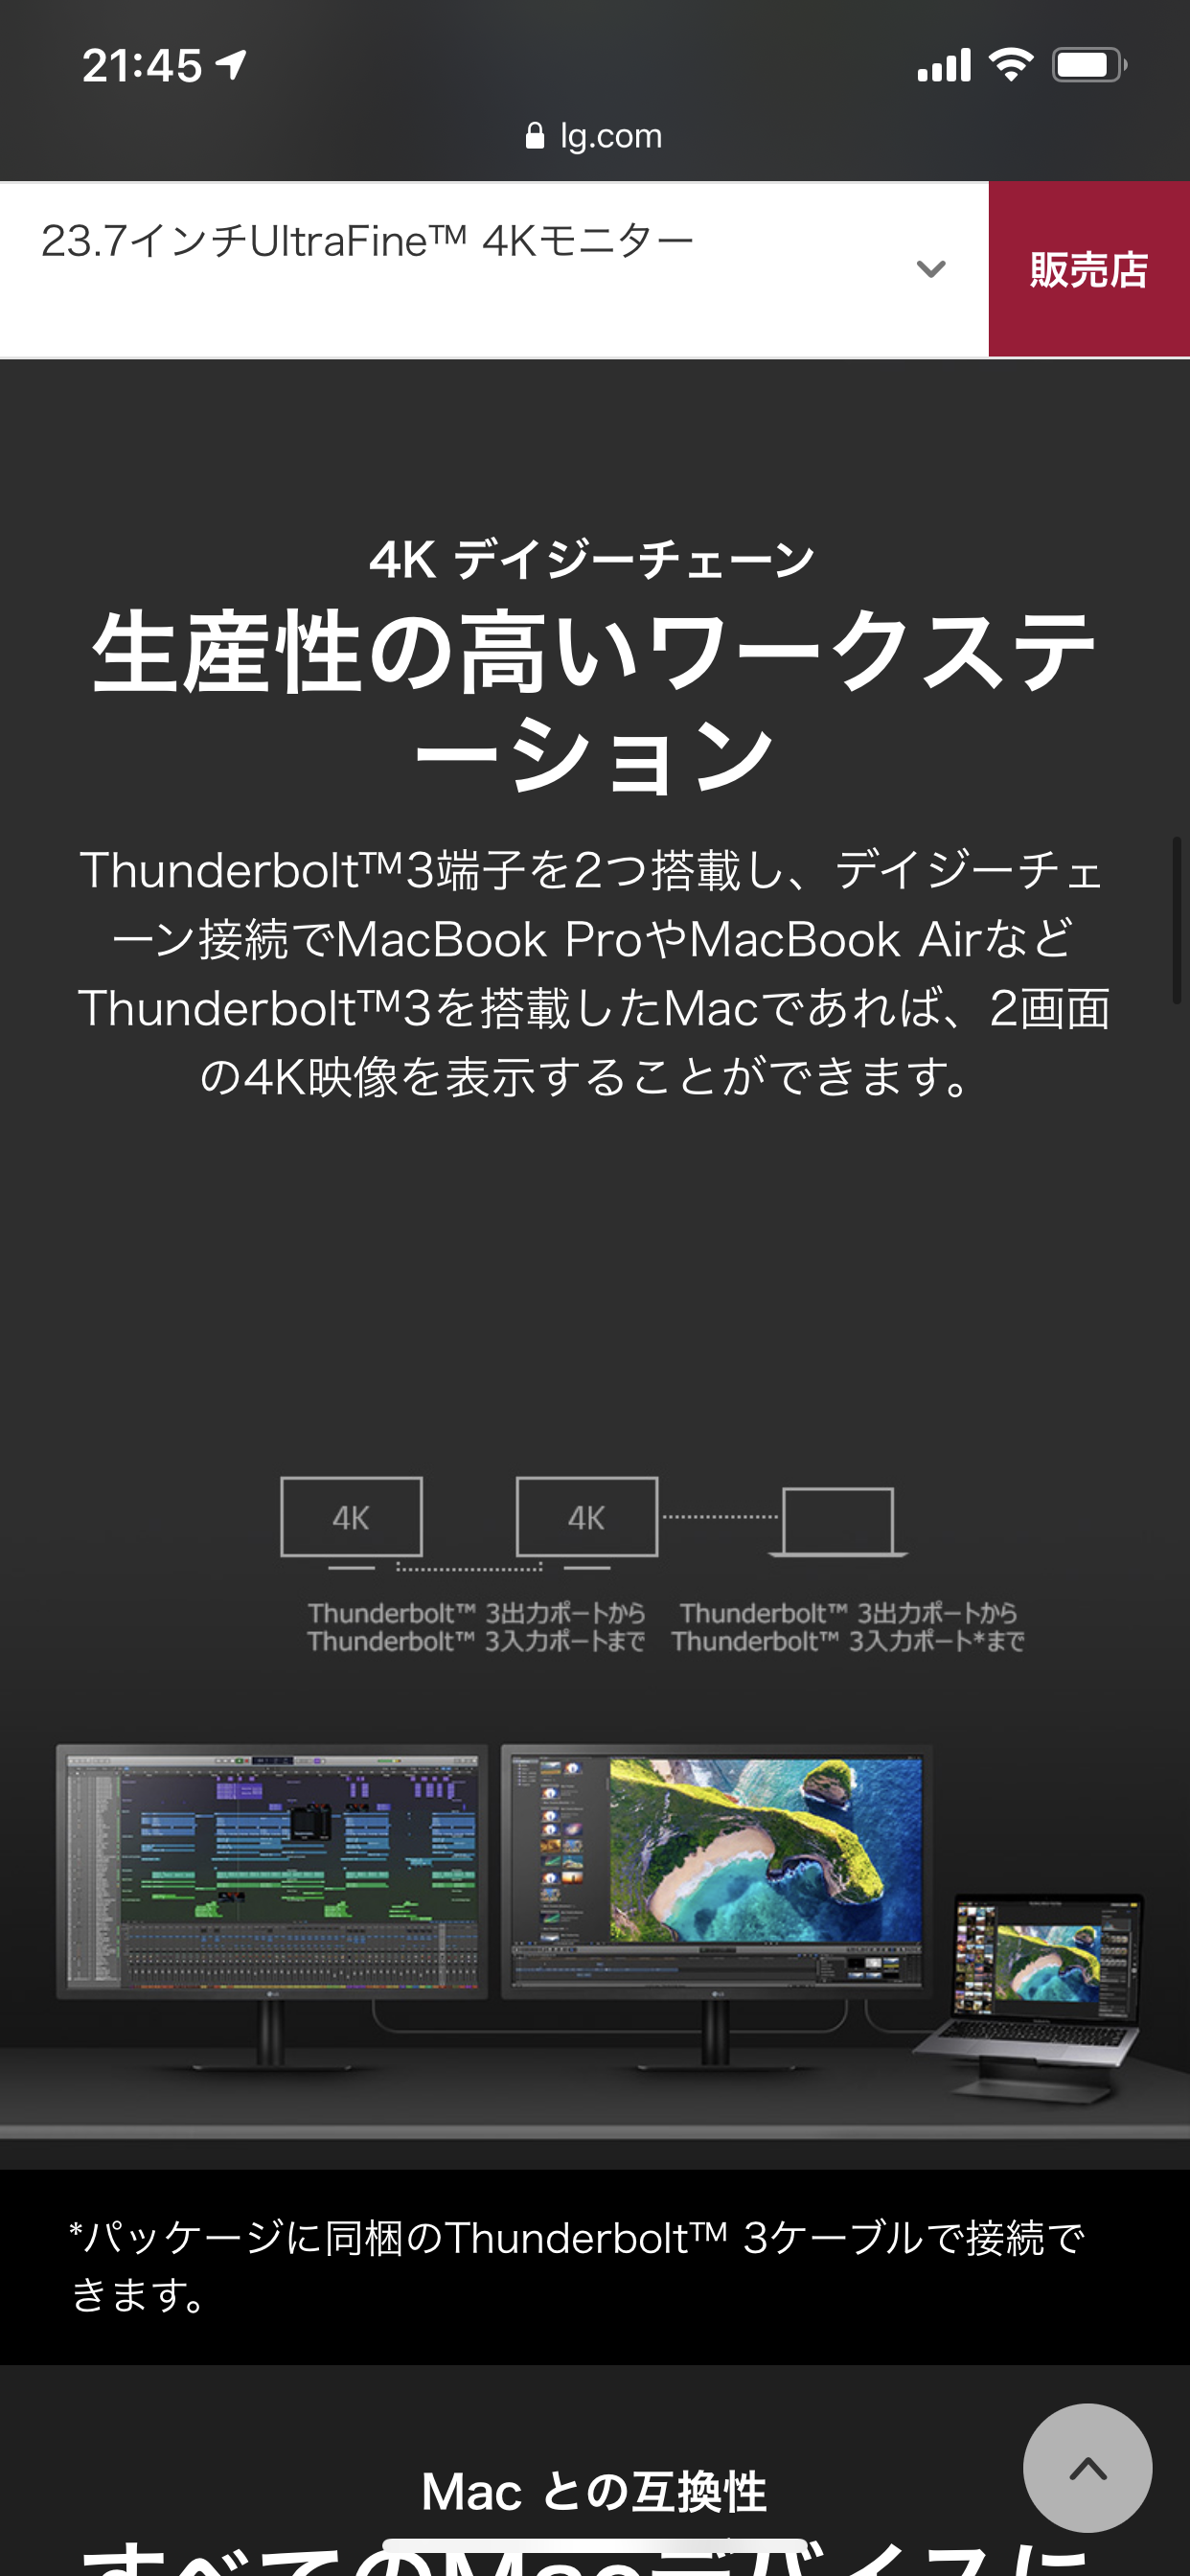 21:45
lg.com
23.7インチUltraFine™ 4Kモニター
販売店
4K デイジーチェーン
生産性の高いワークステ
ーション
Thunderbolt™3端子を2つ搭載し、デイジーチェ
ーン接続でMacBook ProやMacBook Airなど
Thunderbolt™3を搭載したMacであれば、2画面
の4K映像を表示することができます。
4K 4K
Thunderbolt™ 3出力ポートから Thunderbolt™ 3出力ポートから
Thunderbolt™ 3入力ポートまで Thunderbolt™ 3入力ポート*まで
*パッケージに同梱のThunderbolt™ 3ケーブルで接続で
きます。
Mac との互換性
すべてのMacデバイスに